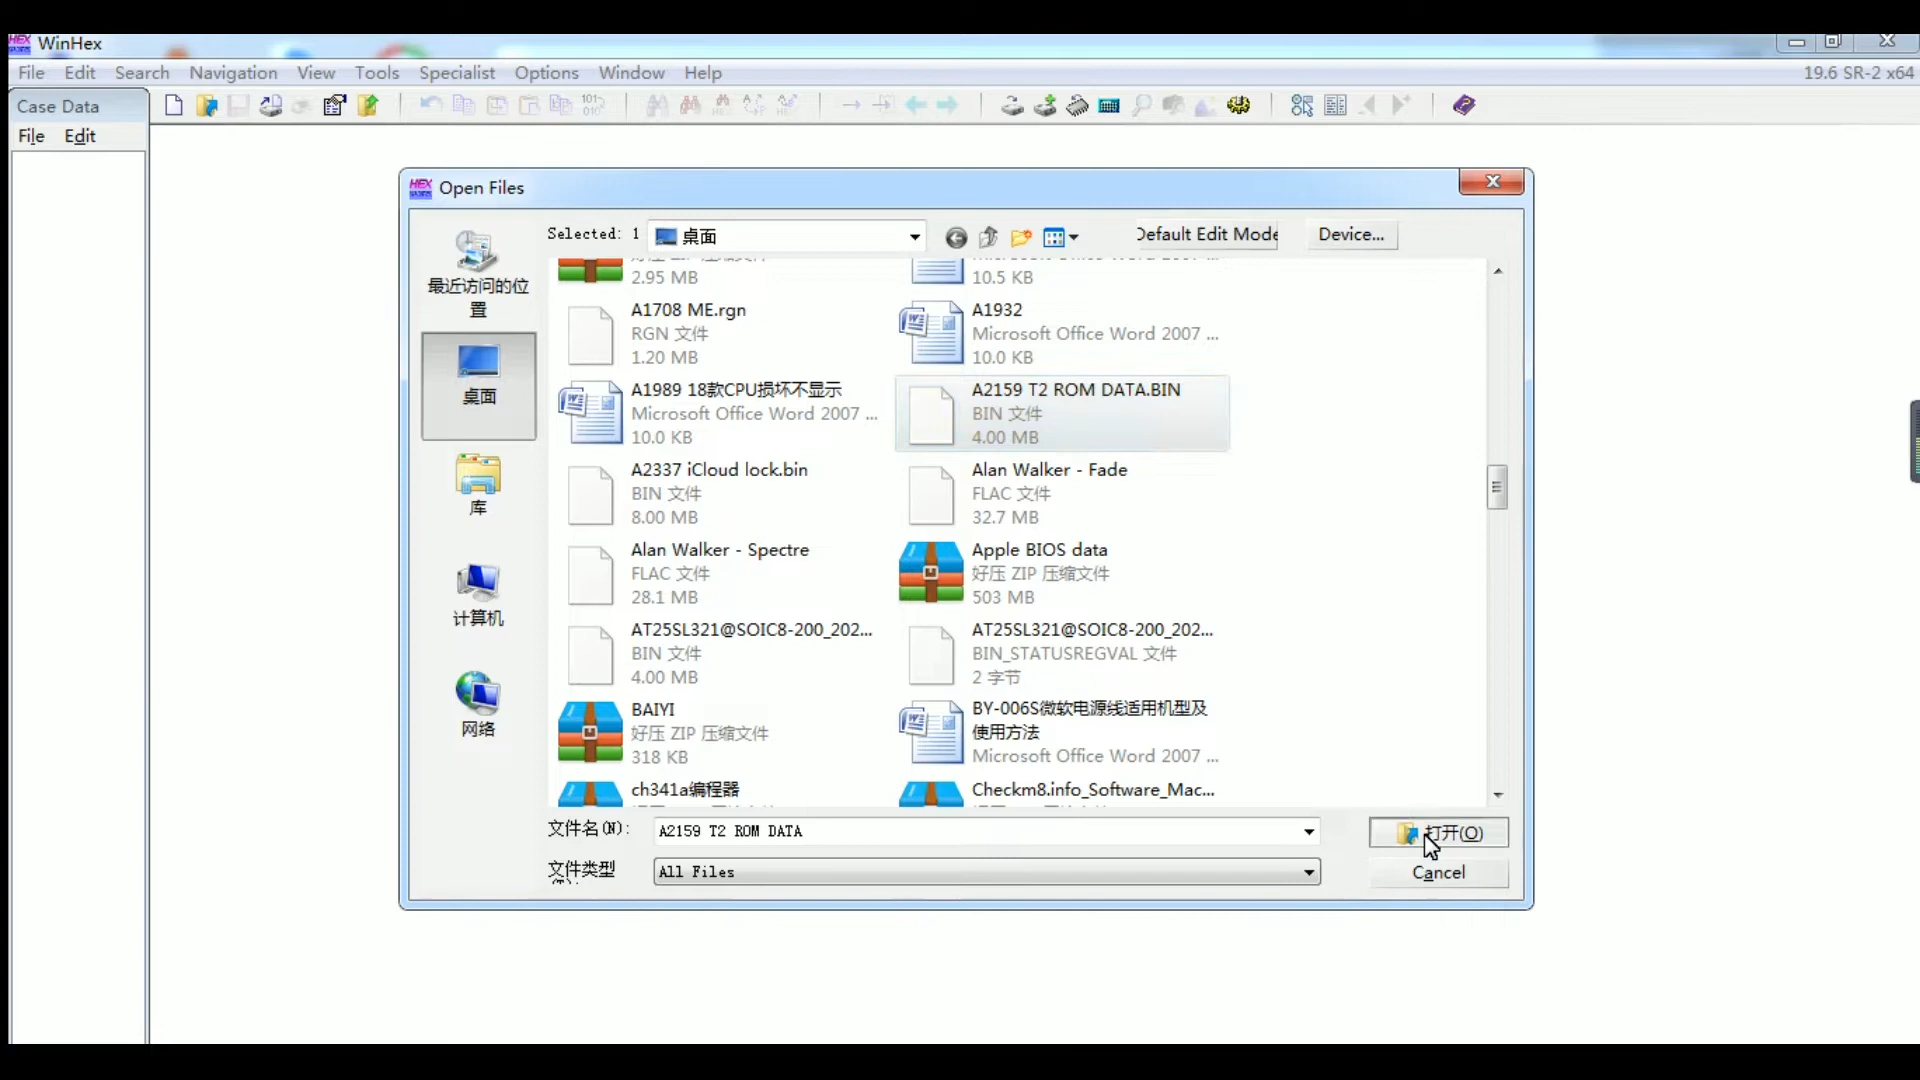 WinHex
File Edit Search Navigation View Tools Specialist Options Window Help
19.6 SR-2 x64
Case Data
File Edit
Open Files
Selected: 1
桌面
Default Edit Mode
Device...
最近访问的位
置
桌面
库
计算机
网络
2.95 MB
10.5 KB
A1708 ME.rgn
RGN 文件
1.20 MB
A1932
Microsoft Office Word 2007 ...
10.0 KB
A1989 18款CPU损坏不显示
Microsoft Office Word 2007 ...
10.0 KB
A2159 T2 ROM DATA.BIN
BIN 文件
4.00 MB
A2337 iCloud lock.bin
BIN 文件
8.00 MB
Alan Walker - Fade
FLAC 文件
32.7 MB
Alan Walker - Spectre
FLAC 文件
28.1 MB
Apple BIOS data
好压 ZIP 压缩文件
503 MB
AT25SL321@SOIC8-200_202...
BIN 文件
4.00 MB
AT25SL321@SOIC8-200_202...
BIN_STATUSREGVAL 文件
2 字节
BAIYI
好压 ZIP 压缩文件
318 KB
BY-006S微软电源线适用机型及
使用方法
Microsoft Office Word 2007 ...
ch341a编程器
Checkm8.info_Software_Mac...
文件名(N):
A2159 T2 ROM DATA
打开(O)
文件类型
All Files
Cancel